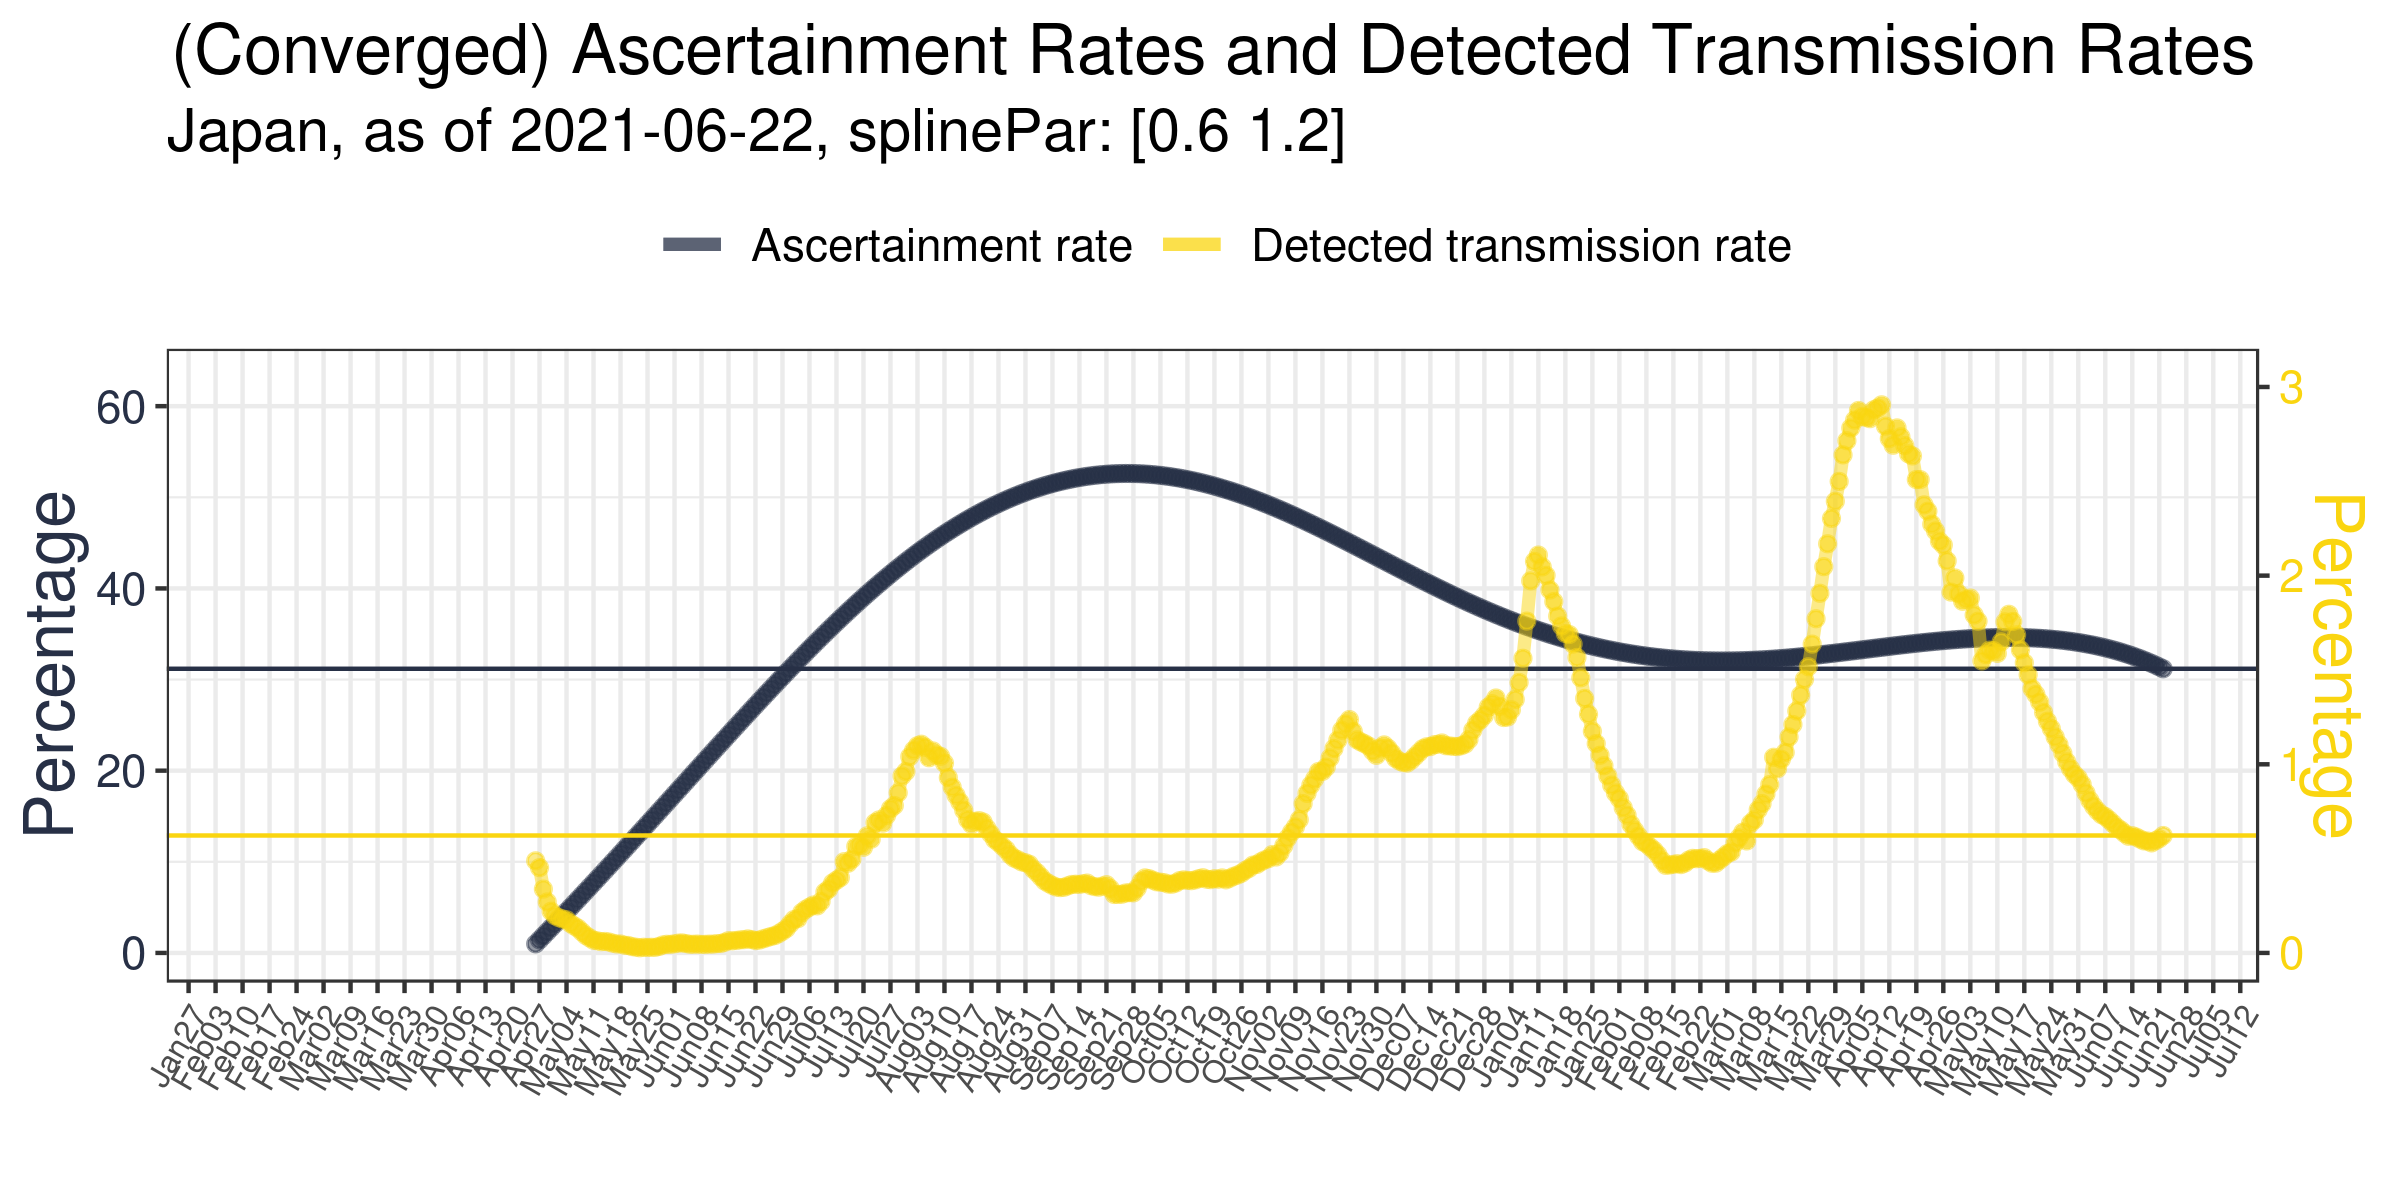 (Converged) Ascertainment Rates and Detected Transmission Rates
Japan, as of 2021-06-22, splinePar: [0.6 1.2]
Ascertainment rate Detected transmission rate
Percentage
60
40
20
0
3
2
1
0
Percentage
Jan27 Feb03 Feb10 Feb17 Feb24 Mar02 Mar09 Mar16 Mar23 Mar30 Apr06 Apr13 Apr20 Apr27 May04 May11 May18 May25 Jun01 Jun08 Jun15 Jun22 Jun29 Jul06 Jul13 Jul20 Jul27 Aug03 Aug10 Aug17 Aug24 Aug31 Sep07 Sep14 Sep21 Sep28 Oct05 Oct12 Oct19 Oct26 Nov02 Nov09 Nov16 Nov23 Nov30 Dec07 Dec14 Dec21 Dec28 Jan04 Jan11 Jan18 Jan25 Feb01 Feb08 Feb15 Feb22 Mar01 Mar08 Mar15 Mar22 Mar29 Apr05 Apr12 Apr19 Apr26 May03 May10 May17 May24 May31 Jun07 Jun14 Jun21 Jun28 Jul05 Jul12